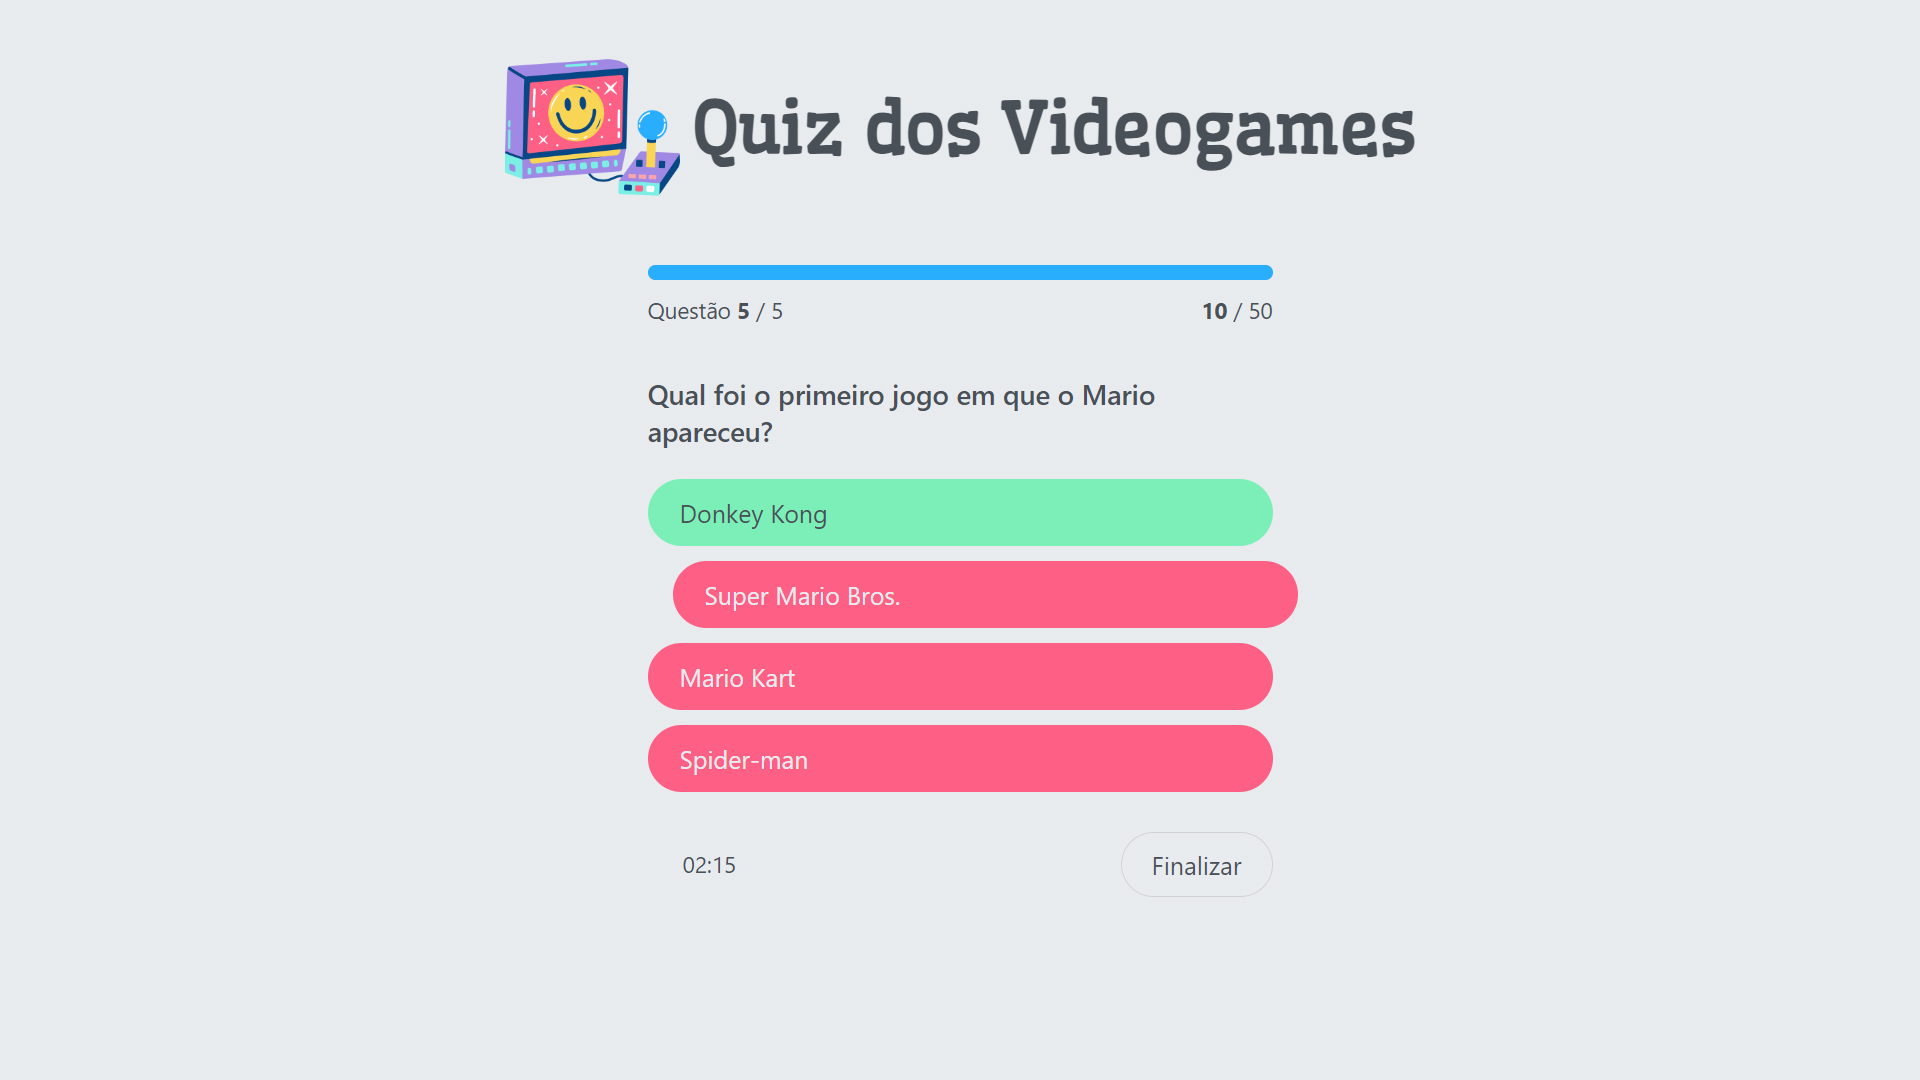 Quiz dos Videogames
Questão 5 / 5
10 / 50
Qual foi o primeiro jogo em que o Mario
apareceu?
Donkey Kong
Super Mario Bros.
Mario Kart
Spider-man
02:15
Finalizar